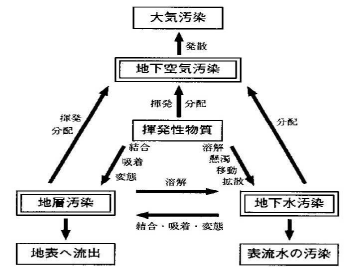 大気汚染
発散
地下空気汚染
揮発
分配
揮発
分配
分配
揮発性物質
結合
吸着
変態
溶解
懸濁
移動
拡散
溶解
地層汚染
地下水汚染
結合・吸着・変態
地表へ流出
表流水の汚染